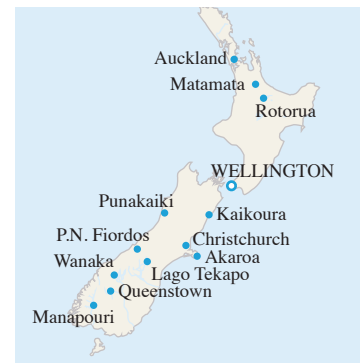 Auckland
Matamata
Rotorua
WELLINGTON
Punakaiki
Kaikoura
P.N. Fiordos
Christchurch
Wanaka
Akaroa
Lago Tekapo
Queenstown
Manapouri